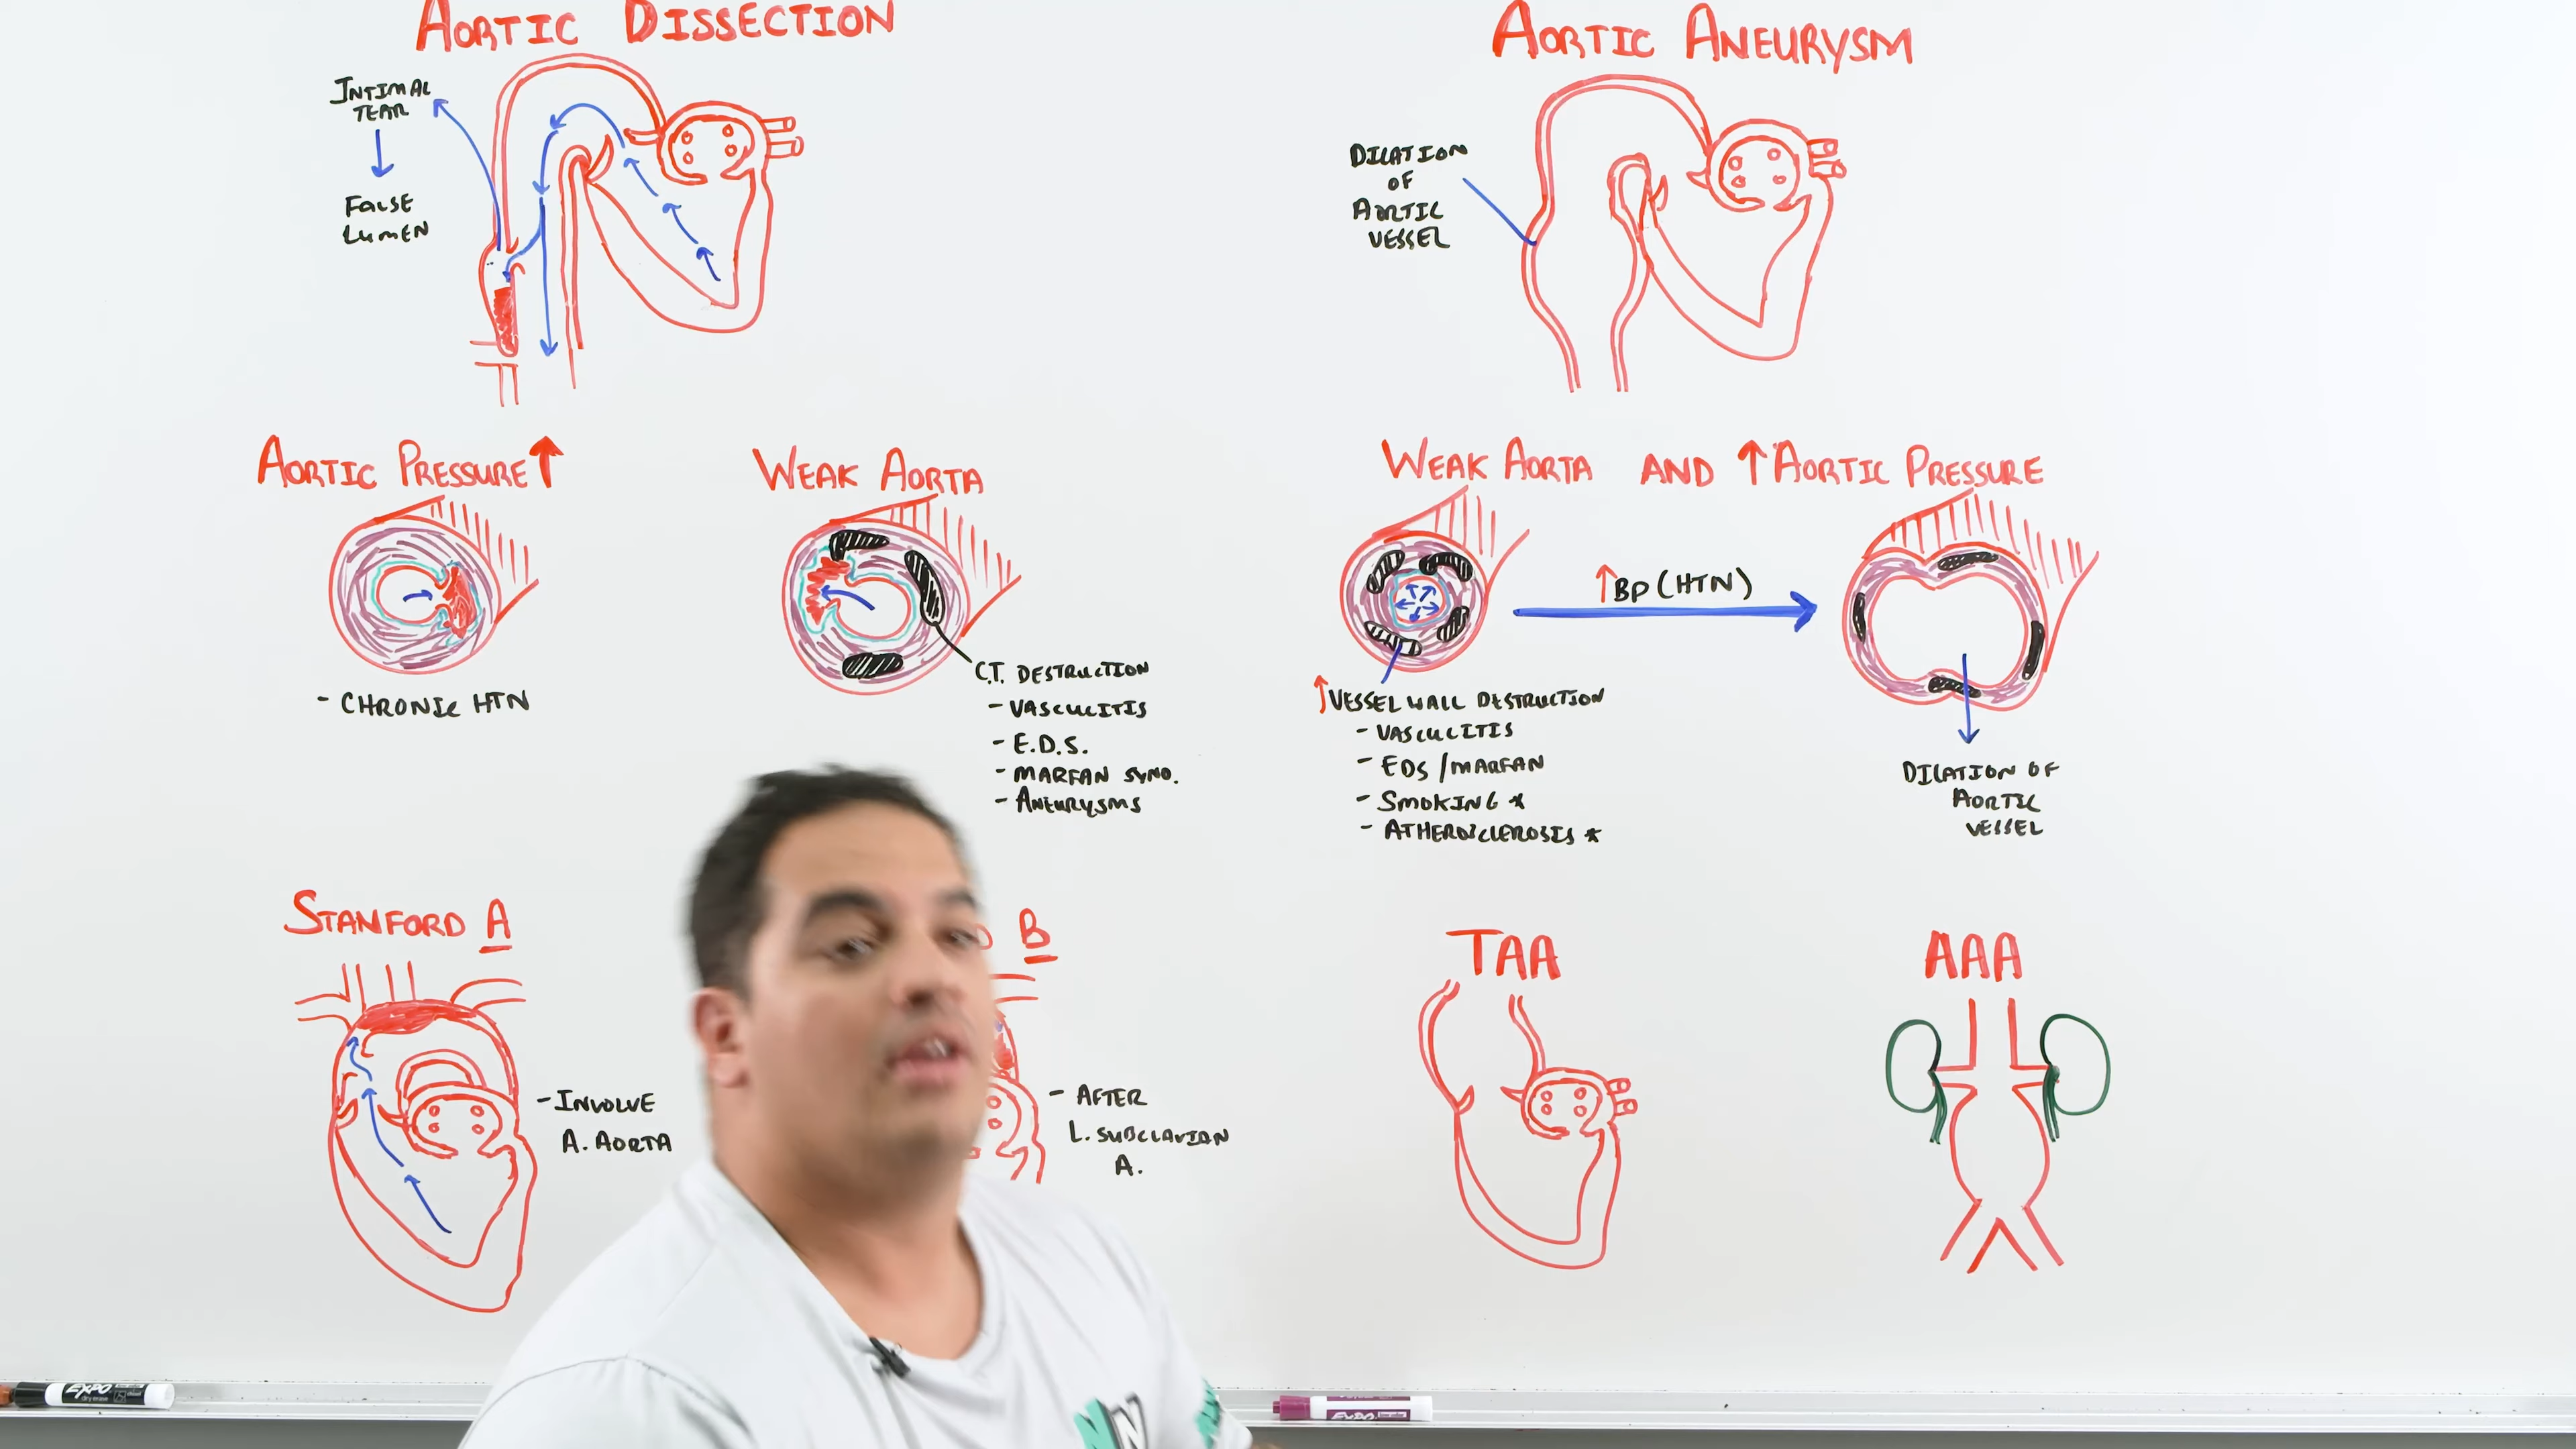 AORTIC DISSECTION
INTIMAL
TEAR
FALSE
LUMEN
AORTIC PRESSURE↑
- CHRONIC HTN
WEAK AORTA
C.T. DESTRUCTION
- VASCULITIS
- E.D.S.
- MARFAN SYND.
- ANEURYSMS
STANFORD A
- INVOLVE
A. AORTA
B
- AFTER
L. SUBCLAVIAN
A.
AORTIC ANEURYSM
DILATION
OF
AORTIC
VESSEL
WEAK AORTA AND ↑AORTIC PRESSURE
↑BP (HTN)
↑VESSEL WALL DESTRUCTION
- VASCULITIS
- EDS/MARFAN
- SMOKING *
- ATHEROSCLEROSIS *
DILATION OF
AORTIC
VESSEL
TAA
AAA
EXPO
EXPO